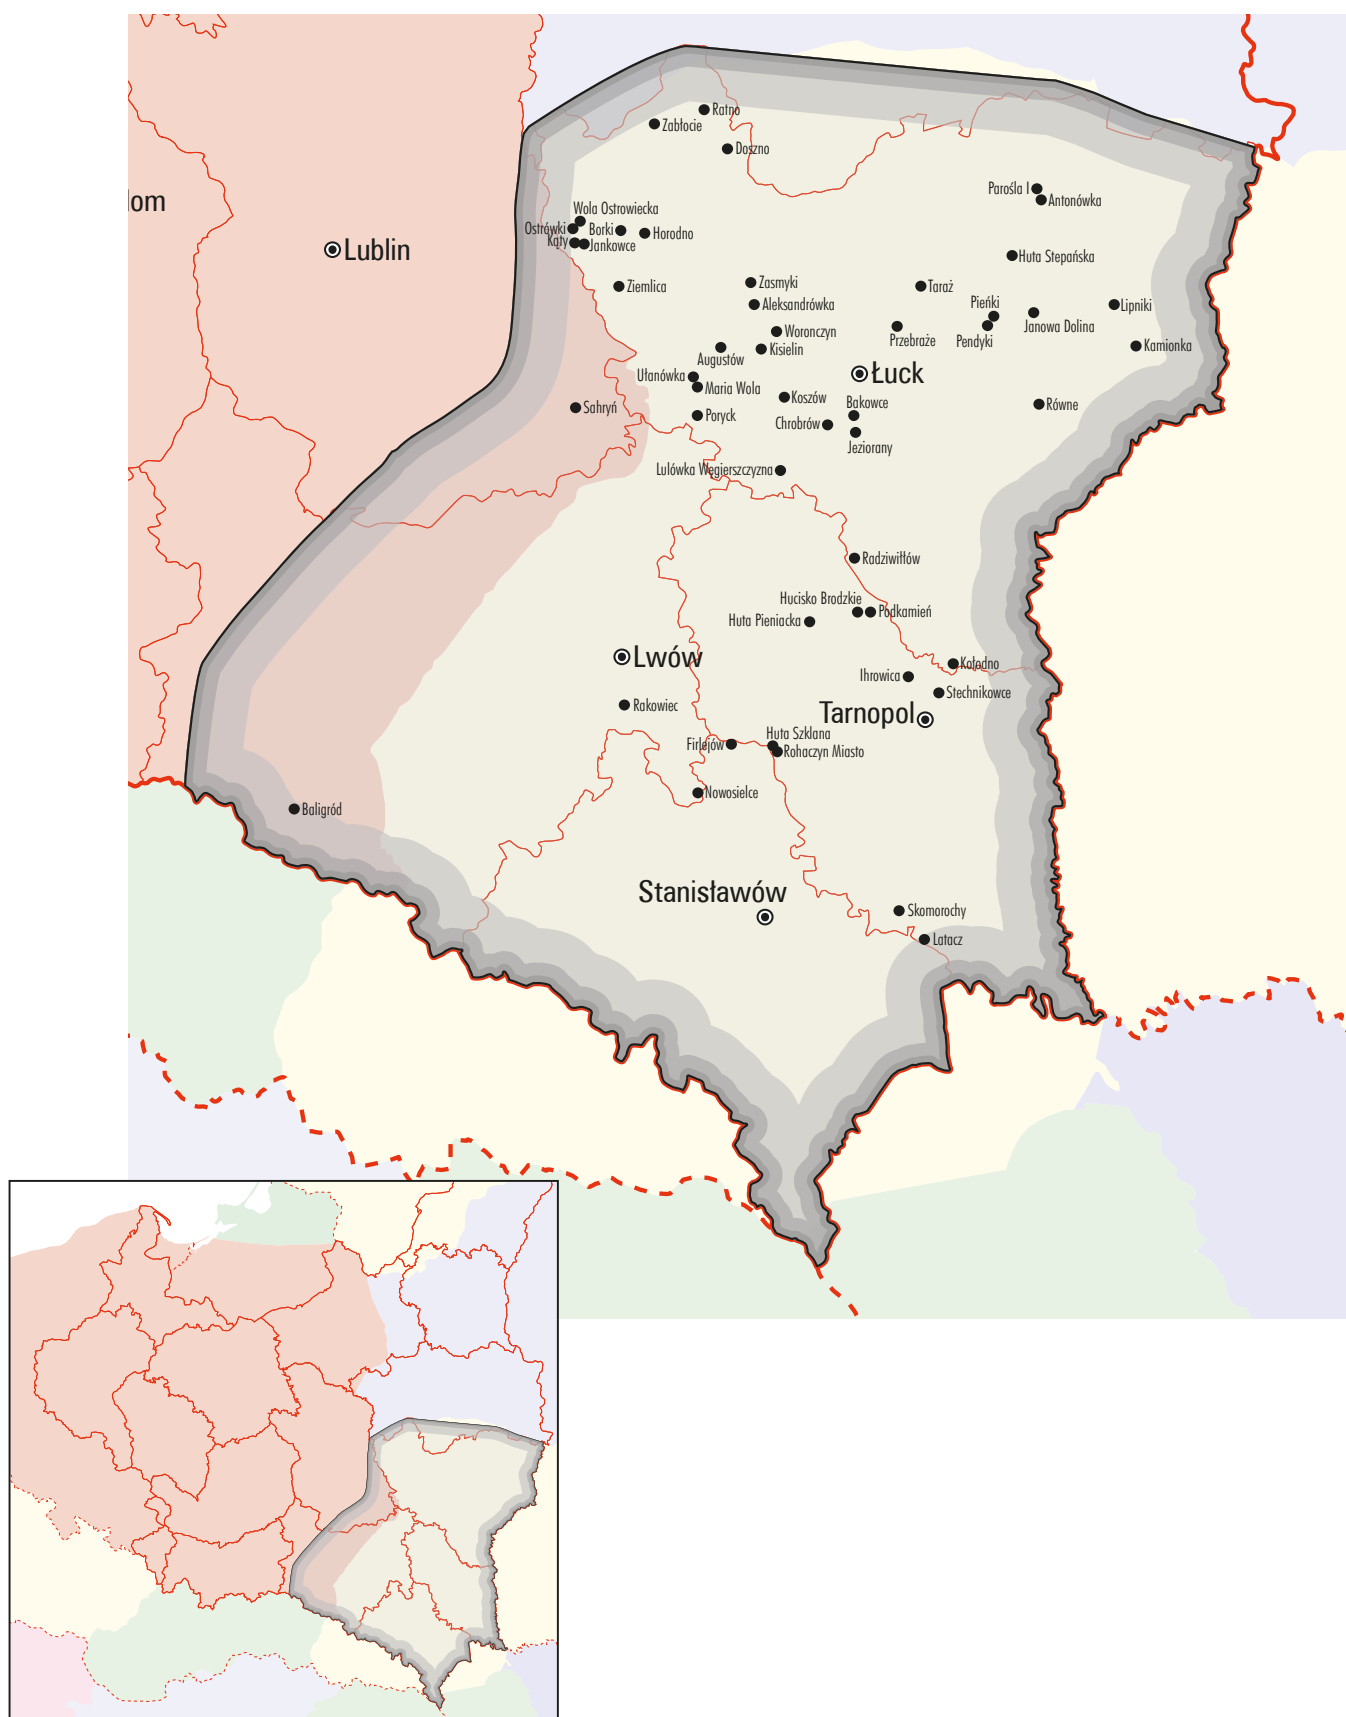 Ratno
Zabłocie
Doszno
Parośla I
Antonówka
lom
Wola Ostrowiecka
Ostrówki
Borki
Horodno
Kąty
Jankowce
Lublin
Huta Stepańska
Ziemlica
Zasmyki
Taraż
Aleksandrówka
Pieńki
Lipniki
Janowa Dolina
Woronczyn
Przebraże
Pendyki
Augustów
Kisielin
Kamionka
Łuck
Ułanówka
Maria Wola
Koszów
Sahryń
Poryck
Bakowce
Równe
Chrobrów
Jeziorany
Lulówka Węgierszczyzna
Radziwiłłów
Hucisko Brodzkie
Podkamień
Huta Pieniacka
Lwów
Kołodno
Ihrowica
Stechnikowce
Rakowiec
Tarnopol
Huta Szklana
Firlejów
Rohaczyn Miasto
Nowosielce
Baligród
Stanisławów
Skomorochy
Latacz